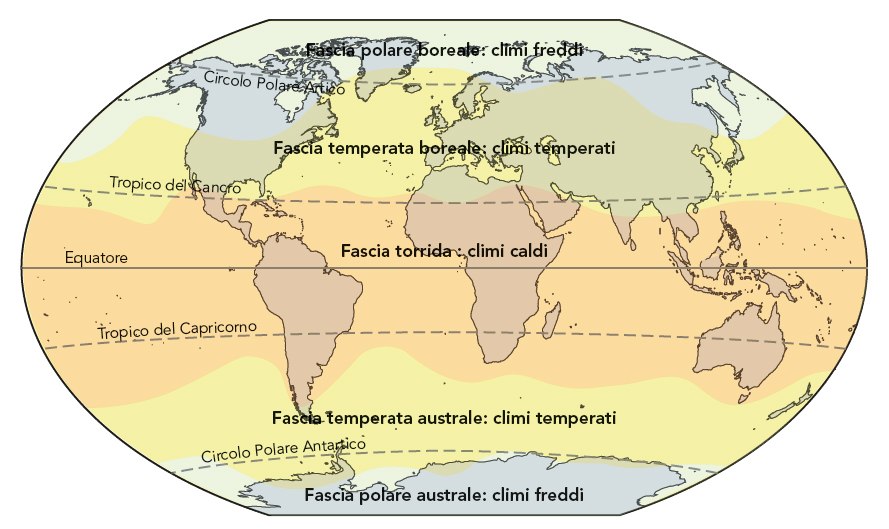 Fascia polare boreale: climi freddi
Circolo Polare Artico
Fascia temperata boreale: climi temperati
Tropico del Cancro
Fascia torrida : climi caldi
Equatore
Tropico del Capricorno
Fascia temperata australe: climi temperati
Circolo Polare Antartico
Fascia polare australe: climi freddi